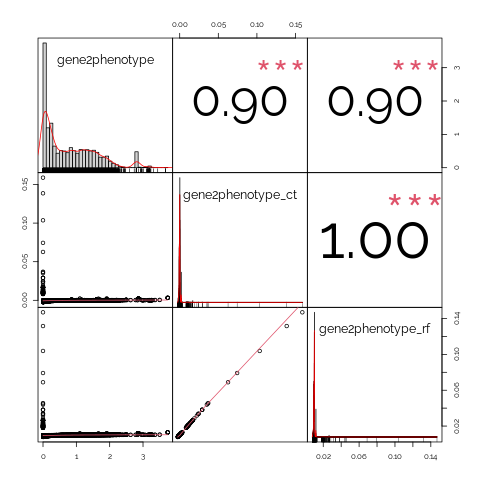 0.00 0.05 0.10 0.15
gene2phenotype
***
0.90
***
0.90
0 1 2 3
0.00 0.05 0.10 0.15
gene2phenotype_ct
***
1.00
gene2phenotype_rf
0.02 0.06 0.10 0.14
0 1 2 3
0.02 0.06 0.10 0.14